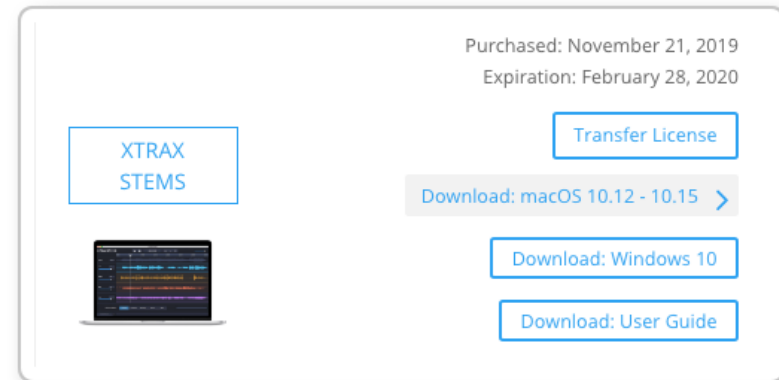 Purchased: November 21, 2019
Expiration: February 28, 2020
Transfer License
XTRAX
STEMS
Download: macOS 10.12 - 10.15
Download: Windows 10
Download: User Guide